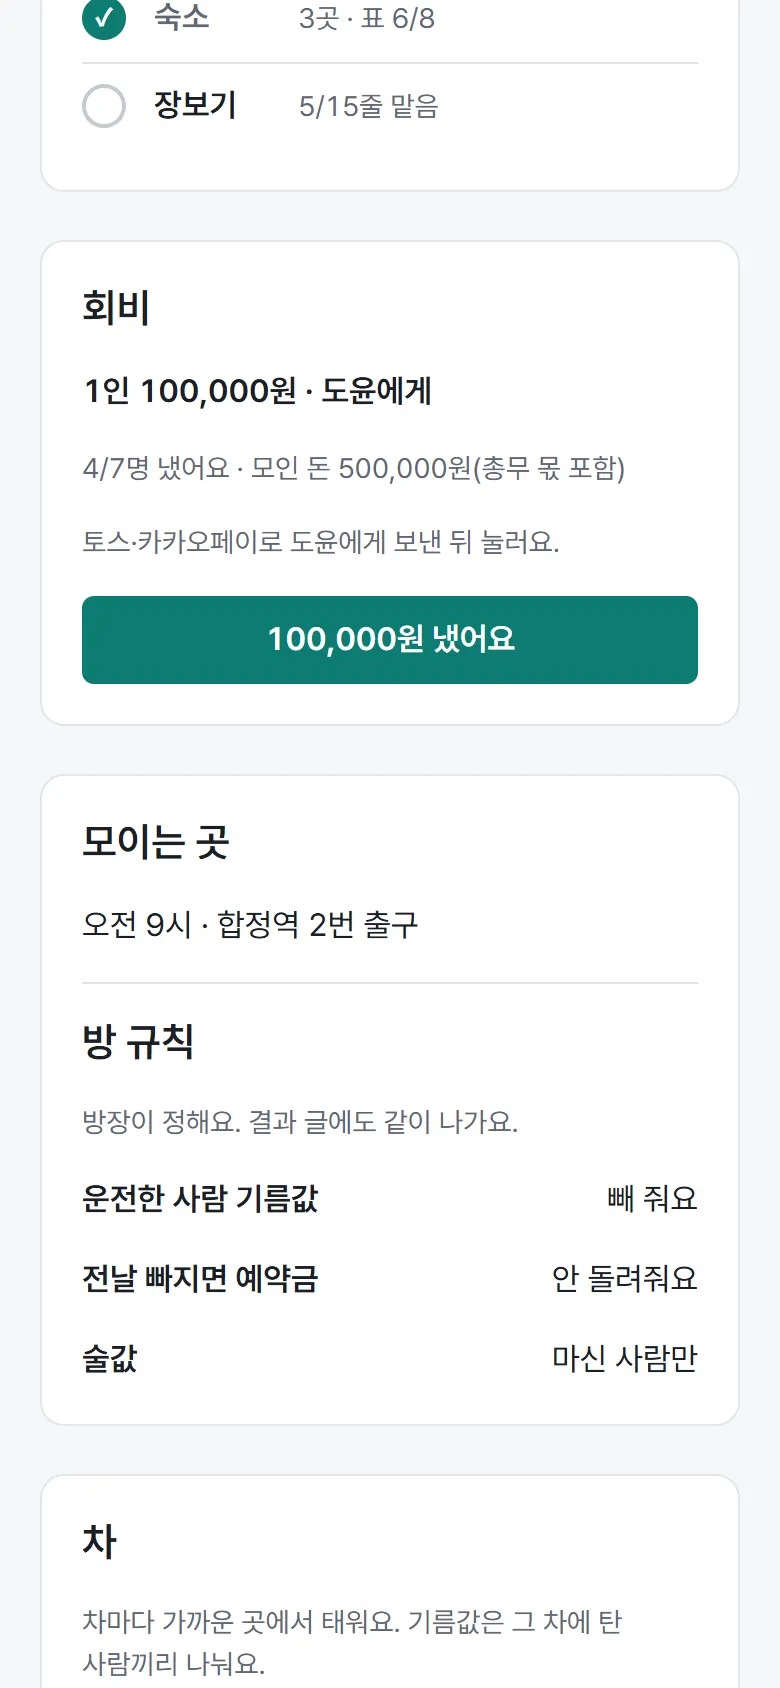 숙소 3곳 · 표 6/8
장보기 5/15줄 맡음
회비
1인 100,000원 · 도윤에게
4/7명 냈어요 · 모인 돈 500,000원(총무 몫 포함)
토스·카카오페이로 도윤에게 보낸 뒤 눌러요.
100,000원 냈어요
모이는 곳
오전 9시 · 합정역 2번 출구
방 규칙
방장이 정해요. 결과 글에도 같이 나가요.
운전한 사람 기름값 빼 줘요
전날 빠지면 예약금 안 돌려줘요
술값 마신 사람만
차
차마다 가까운 곳에서 태워요. 기름값은 그 차에 탄
사람끼리 나눠요.